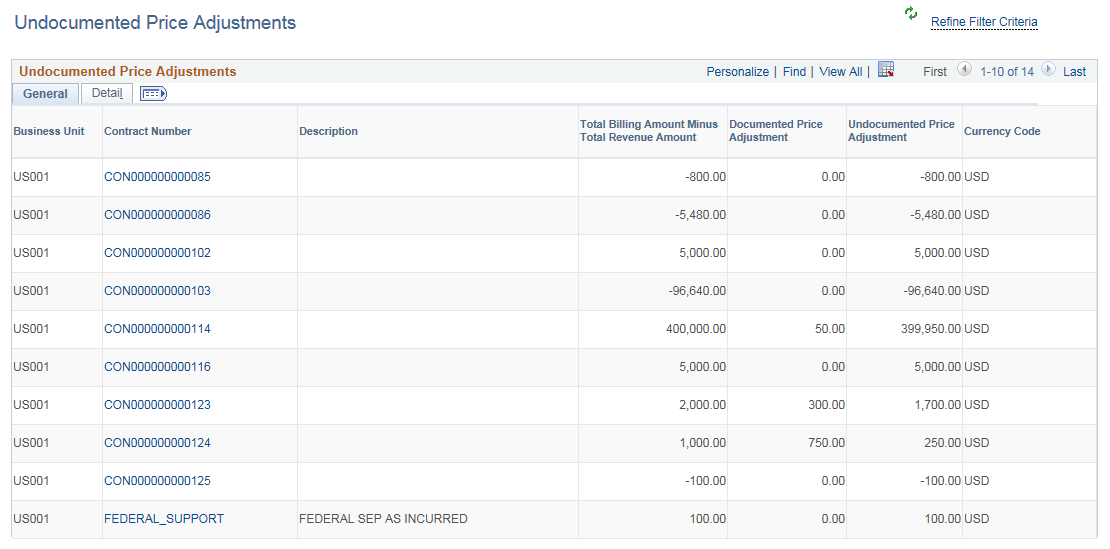 Undocumented Price Adjustments
Refine Filter Criteria
Undocumented Price Adjustments Personalize | Find | View All | First 1-10 of 14 Last
General Detail
Business Unit Contract Number Description Total Billing Amount Minus Total Revenue Amount Documented Price Adjustment Undocumented Price Adjustment Currency Code
US001 CON000000000085 -800.00 0.00 -800.00 USD
US001 CON000000000086 -5,480.00 0.00 -5,480.00 USD
US001 CON000000000102 5,000.00 0.00 5,000.00 USD
US001 CON000000000103 -96,640.00 0.00 -96,640.00 USD
US001 CON000000000114 400,000.00 50.00 399,950.00 USD
US001 CON000000000116 5,000.00 0.00 5,000.00 USD
US001 CON000000000123 2,000.00 300.00 1,700.00 USD
US001 CON000000000124 1,000.00 750.00 250.00 USD
US001 CON000000000125 -100.00 0.00 -100.00 USD
US001 FEDERAL_SUPPORT FEDERAL SEP AS INCURRED 100.00 0.00 100.00 USD